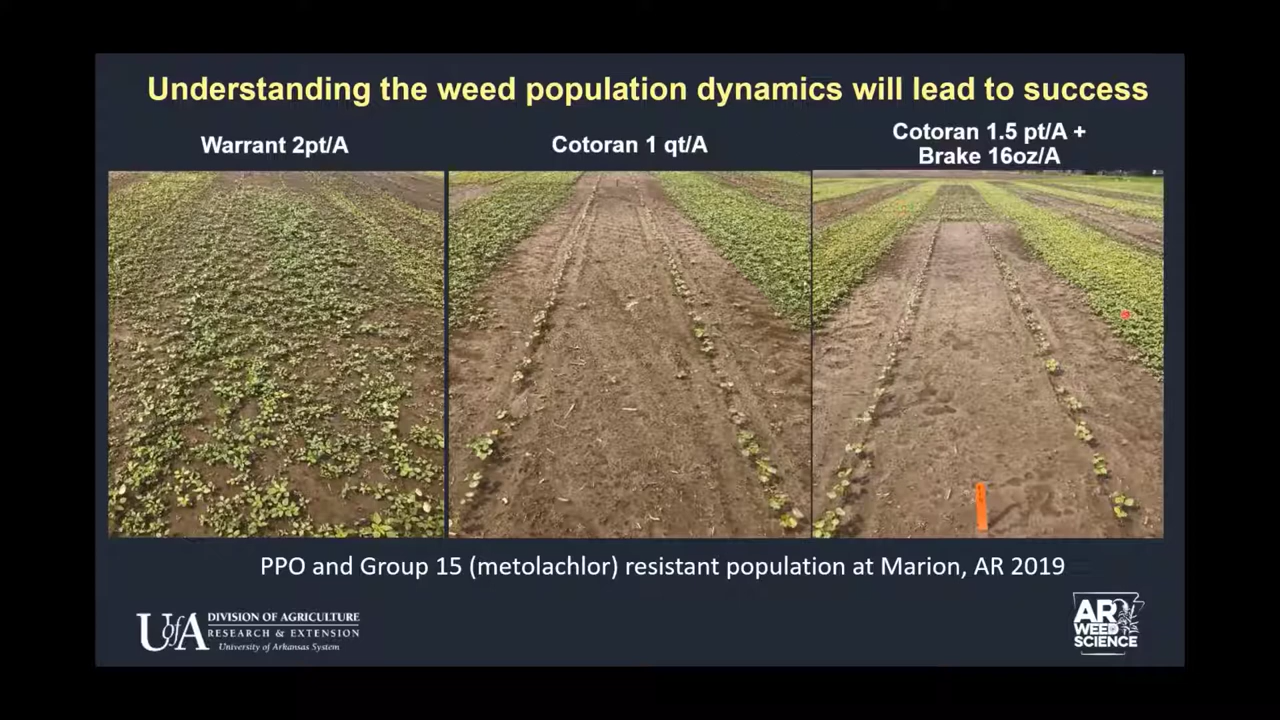 Understanding the weed population dynamics will lead to success
Warrant 2pt/A
Cotoran 1 qt/A
Cotoran 1.5 pt/A +
Brake 16oz/A
PPO and Group 15 (metolachlor) resistant population at Marion, AR 2019
UofA
DIVISION OF AGRICULTURE
RESEARCH & EXTENSION
University of Arkansas System
AR
WEED
SCIENCE